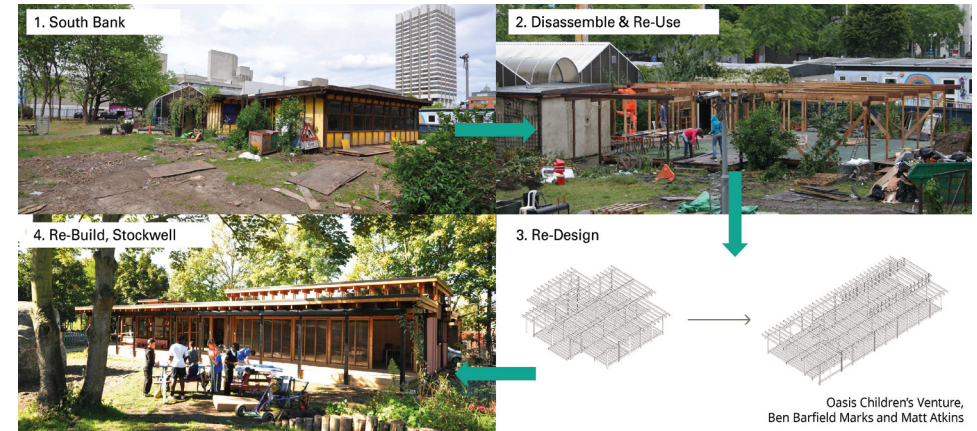 1. South Bank
2. Disassemble & Re-Use
4. Re-Build, Stockwell
3. Re-Design
Oasis Children's Venture,
Ben Barfield Marks and Matt Atkins